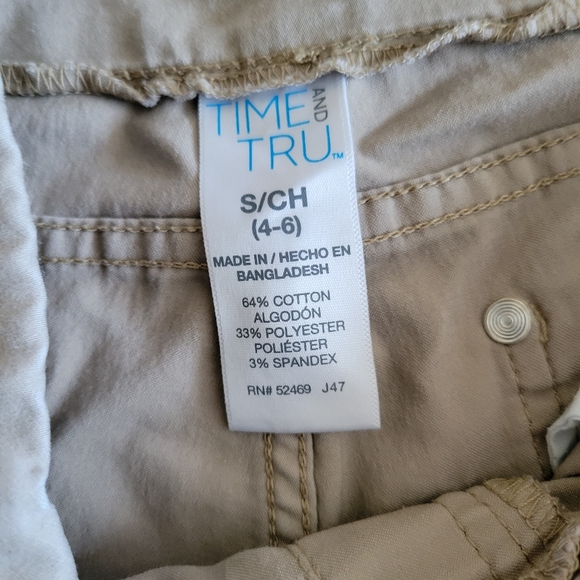 TIME AND
TRU™
S/CH
(4-6)
MADE IN / HECHO EN
BANGLADESH
64% COTTON
ALGODÓN
33% POLYESTER
POLIÉSTER
3% SPANDEX
RN# 52469 J47